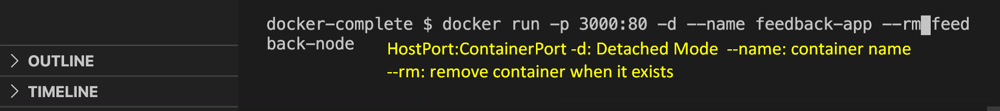 docker-complete $ docker run -p 3000:80 -d --name feedback-app --rm feed
back-node
HostPort:ContainerPort -d: Detached Mode --name: container name
--rm: remove container when it exists
OUTLINE
TIMELINE